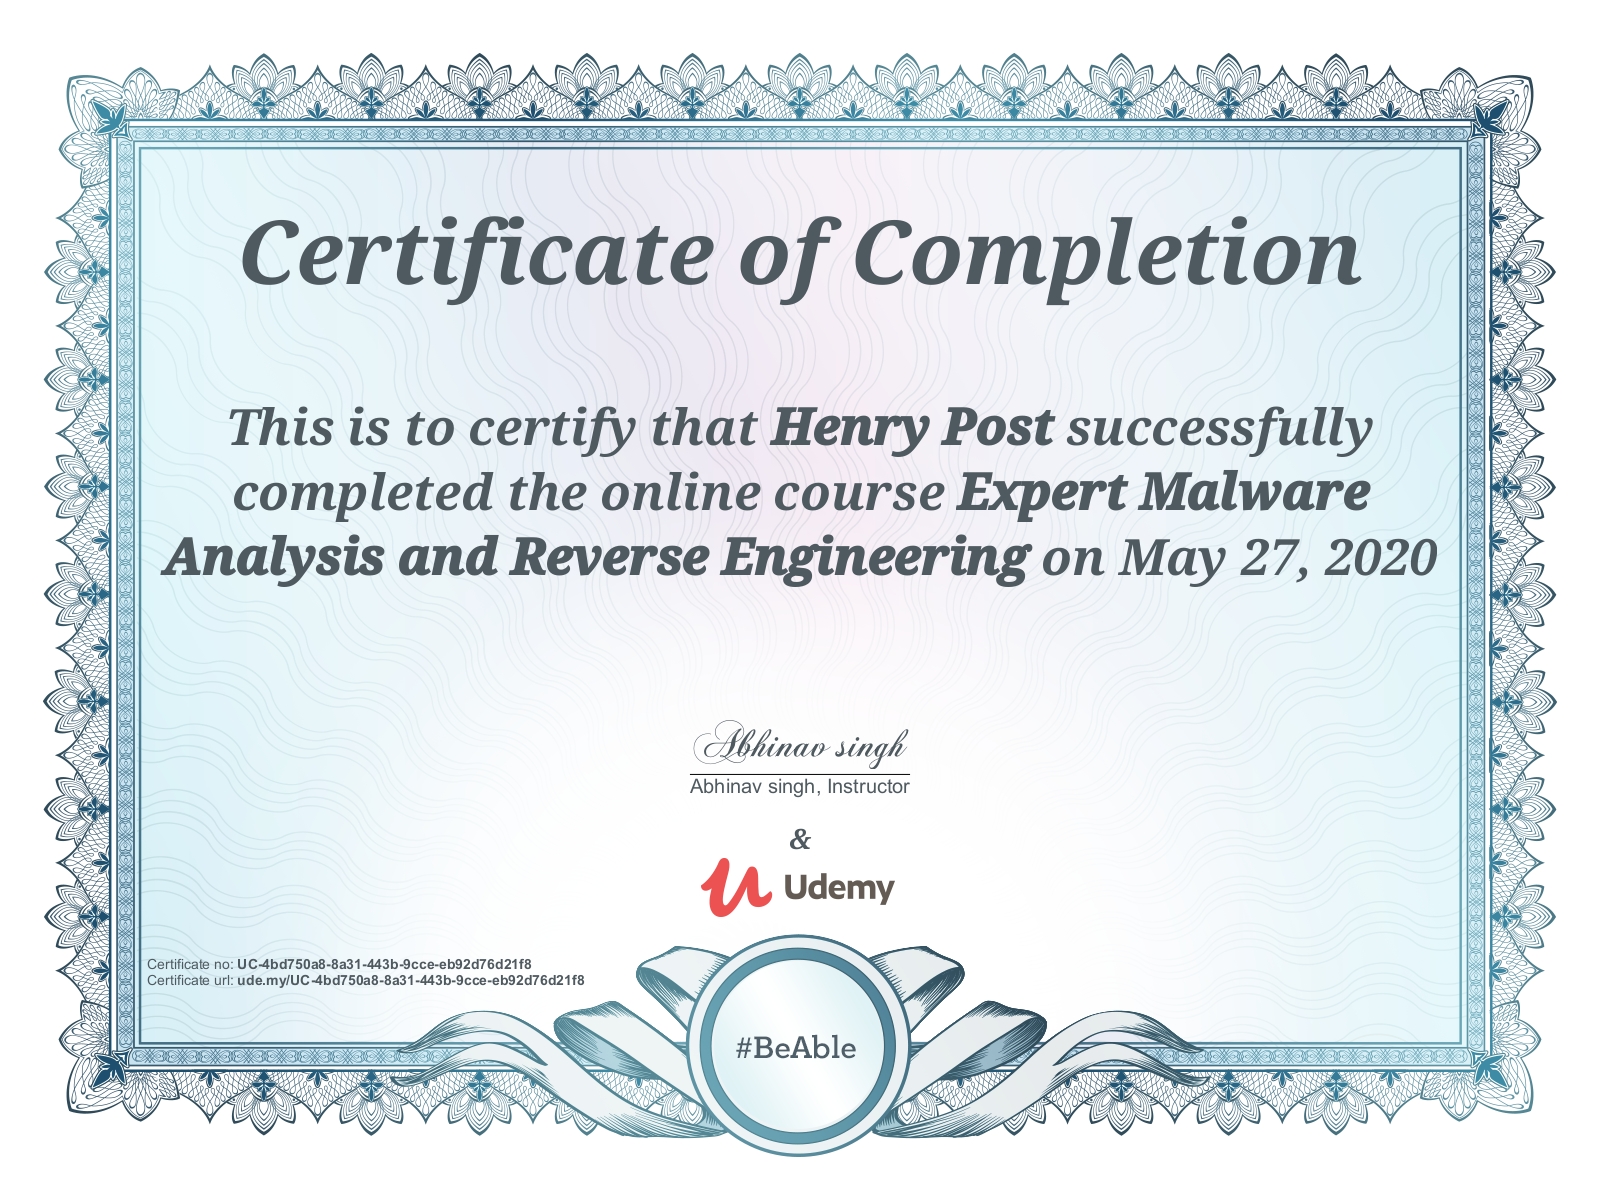 Certificate of Completion
This is to certify that Henry Post successfully
completed the online course Expert Malware
Analysis and Reverse Engineering on May 27, 2020
Abhinav singh
Abhinav singh, Instructor
&
Udemy
Certificate no: UC-4bd750a8-8a31-443b-9cce-eb92d76d21f8
Certificate url: ude.my/UC-4bd750a8-8a31-443b-9cce-eb92d76d21f8
#BeAble